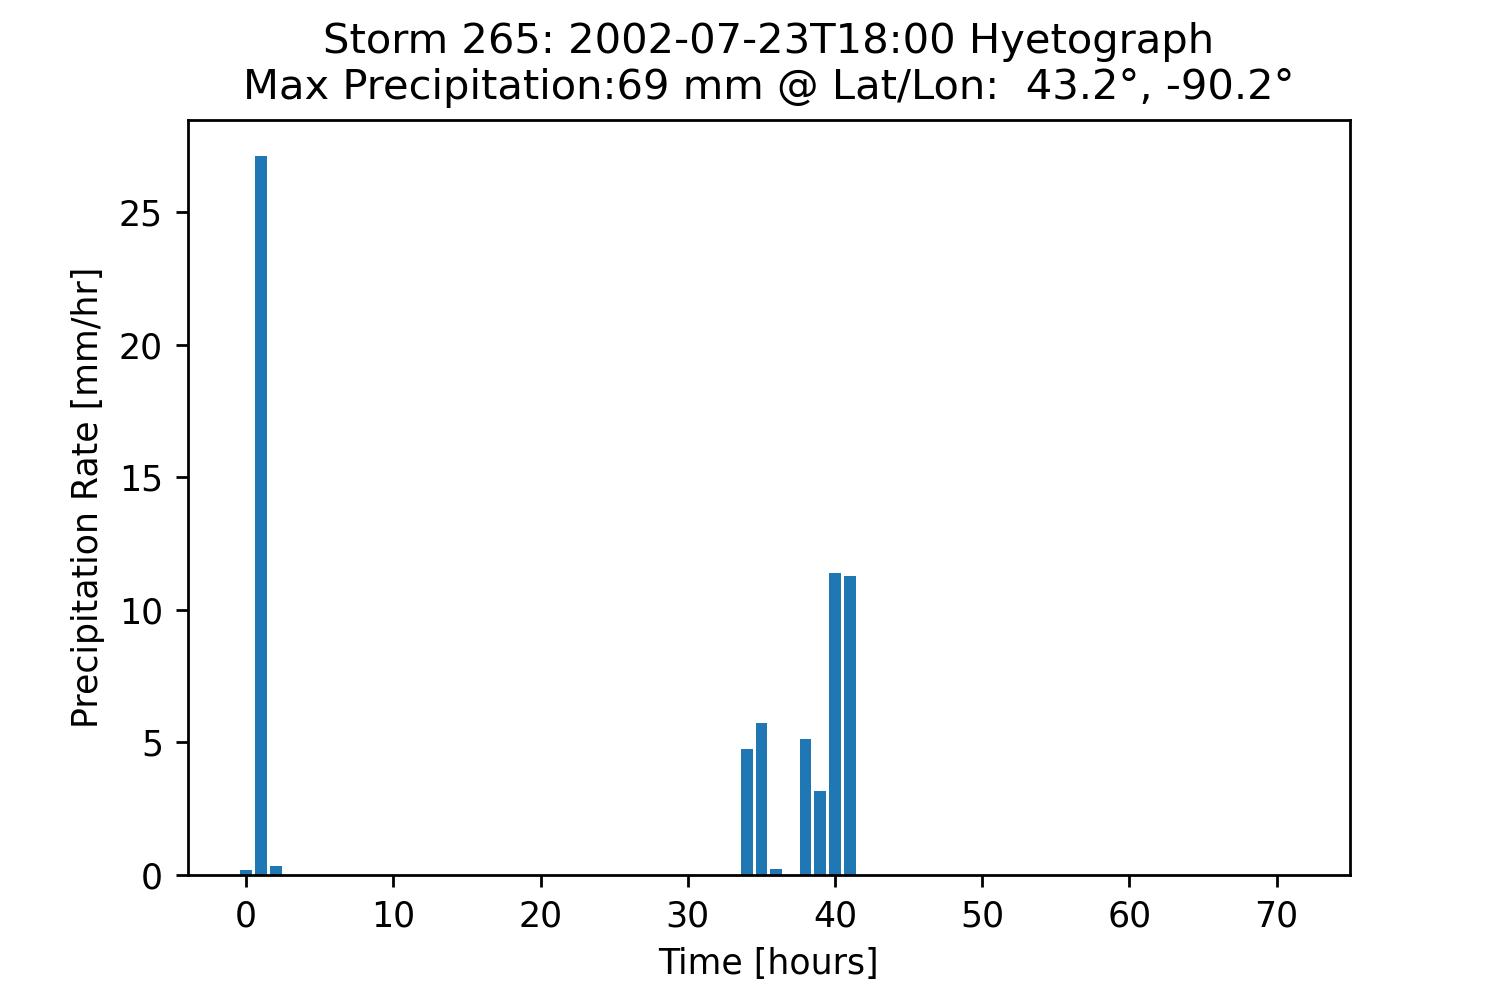 Storm 265: 2002-07-23T18:00 Hyetograph
Max Precipitation:69 mm @ Lat/Lon:  43.2°, -90.2°
Precipitation Rate [mm/hr]
25
20
15
10
5
0
0 10 20 30 40 50 60 70
Time [hours]